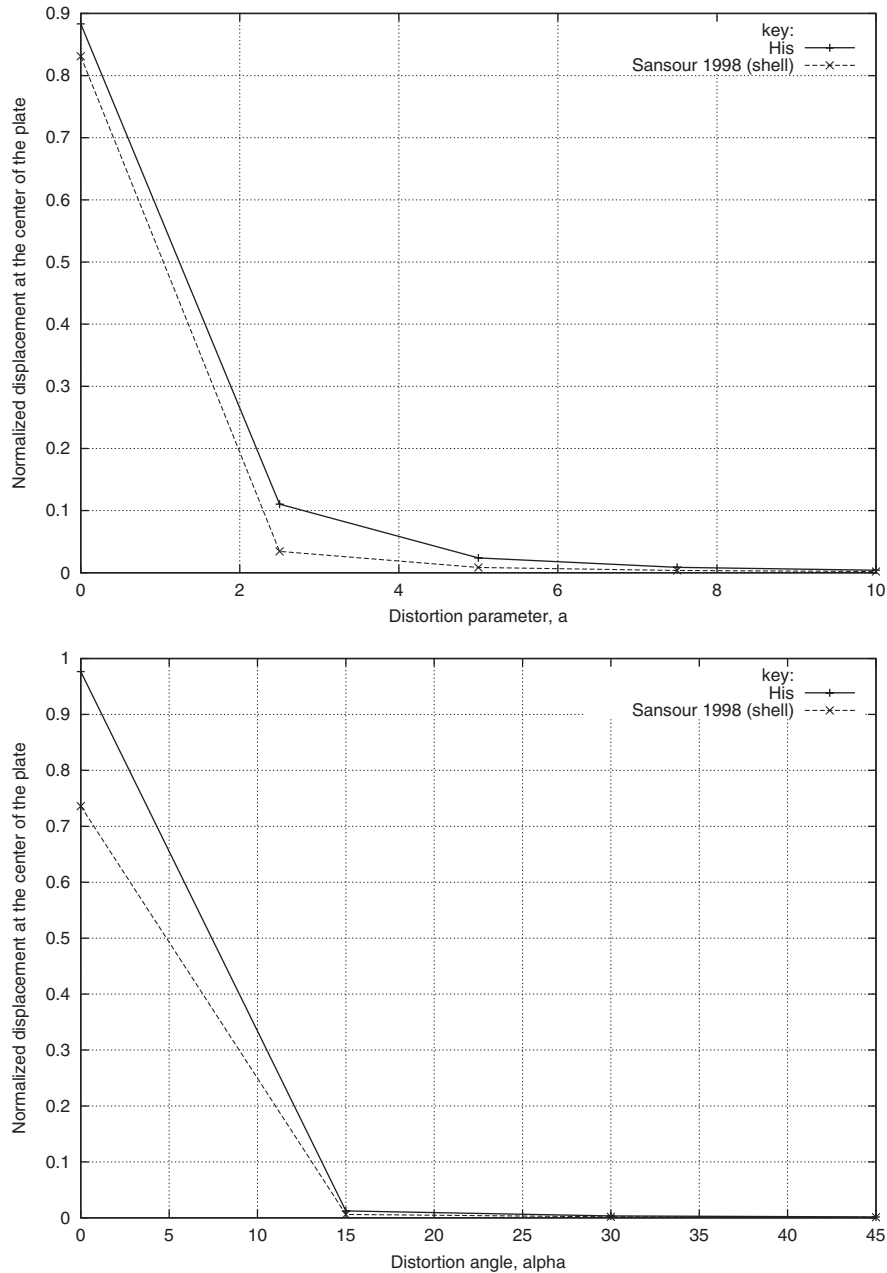 0.9
0.8
0.7
0.6
0.5
0.4
0.3
0.2
0.1
0
Normalized displacement at the center of the plate
key:
His
Sansour 1998 (shell)
0 2 4 6 8 10
Distortion parameter, a
1
0.9
0.8
0.7
0.6
0.5
0.4
0.3
0.2
0.1
0
Normalized displacement at the center of the plate
key:
His
Sansour 1998 (shell)
0 5 10 15 20 25 30 35 40 45
Distortion angle, alpha